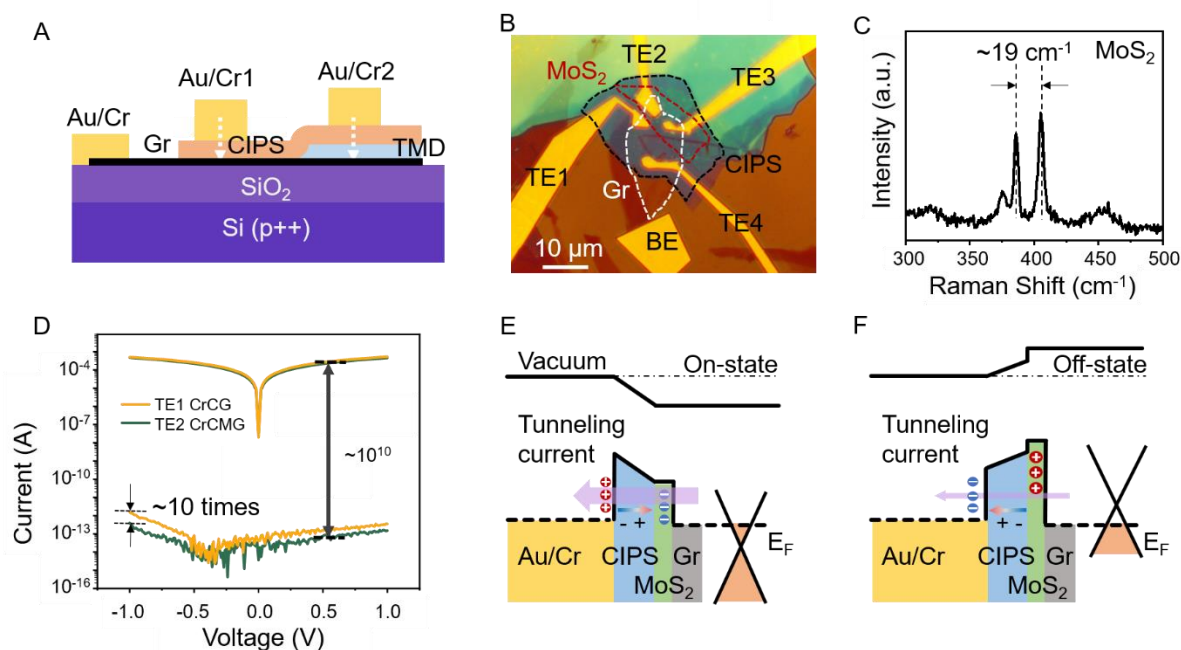 A
Au/Cr1
Au/Cr2
Au/Cr
Gr
CIPS
TMD
SiO₂
Si (p++)
B
TE2
MoS₂
TE3
CIPS
TE1
Gr
TE4
BE
10 μm
C
~19 cm⁻¹
MoS₂
Intensity (a.u.)
300
350
400
450
500
Raman Shift (cm⁻¹)
D
10⁻⁴
10⁻⁷
10⁻¹⁰
10⁻¹³
10⁻¹⁶
Current (A)
TE1 CrCG
TE2 CrCMG
~10¹⁰
~10 times
-1.0
-0.5
0.0
0.5
1.0
Voltage (V)
E
Vacuum
On-state
Tunneling
current
+
+
+
−
−
−
- +
E_F
Au/Cr
CIPS
Gr
MoS₂
F
Off-state
Tunneling
current
−
−
−
+
+
+
+ -
E_F
Au/Cr
CIPS
Gr
MoS₂